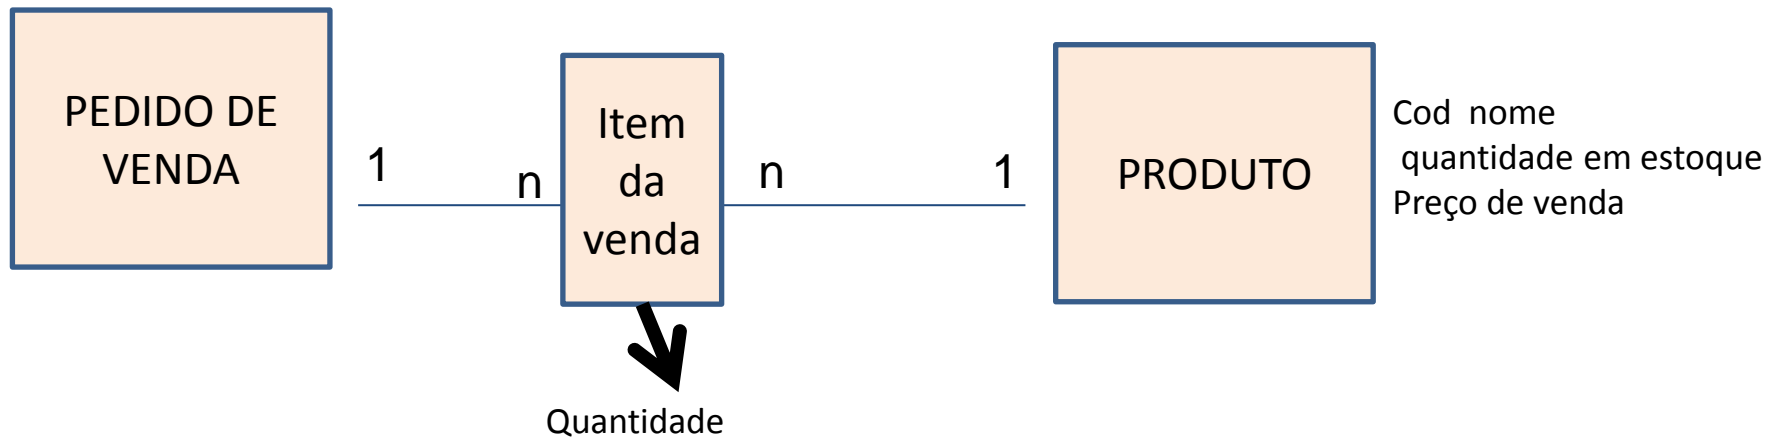 PEDIDO DE
VENDA
1
n
Item
da
venda
n
1
PRODUTO
Cod  nome
quantidade em estoque
Preço de venda
Quantidade